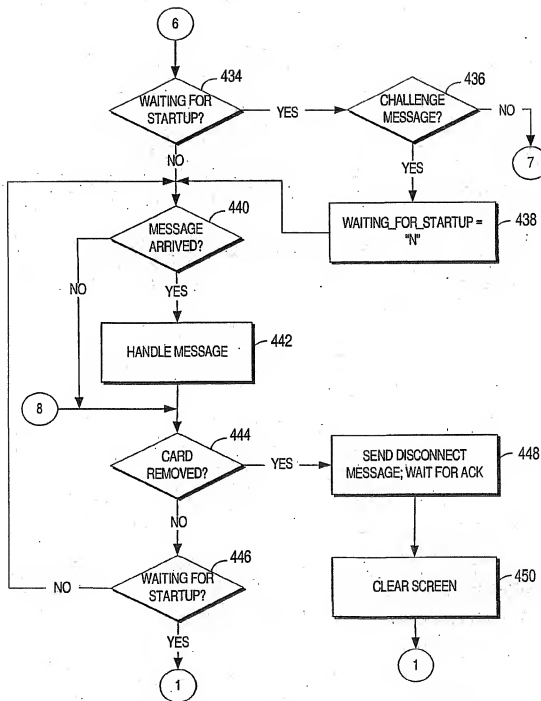 6
434
WAITING FOR
STARTUP?
YES
436
CHALLENGE
MESSAGE?
NO
7
NO
YES
440
MESSAGE
ARRIVED?
WAITING_FOR_STARTUP =
"N"
438
NO
YES
HANDLE MESSAGE
442
8
444
CARD
REMOVED?
YES
SEND DISCONNECT
MESSAGE; WAIT FOR ACK
448
NO
446
WAITING FOR
STARTUP?
NO
CLEAR SCREEN
450
YES
1
1